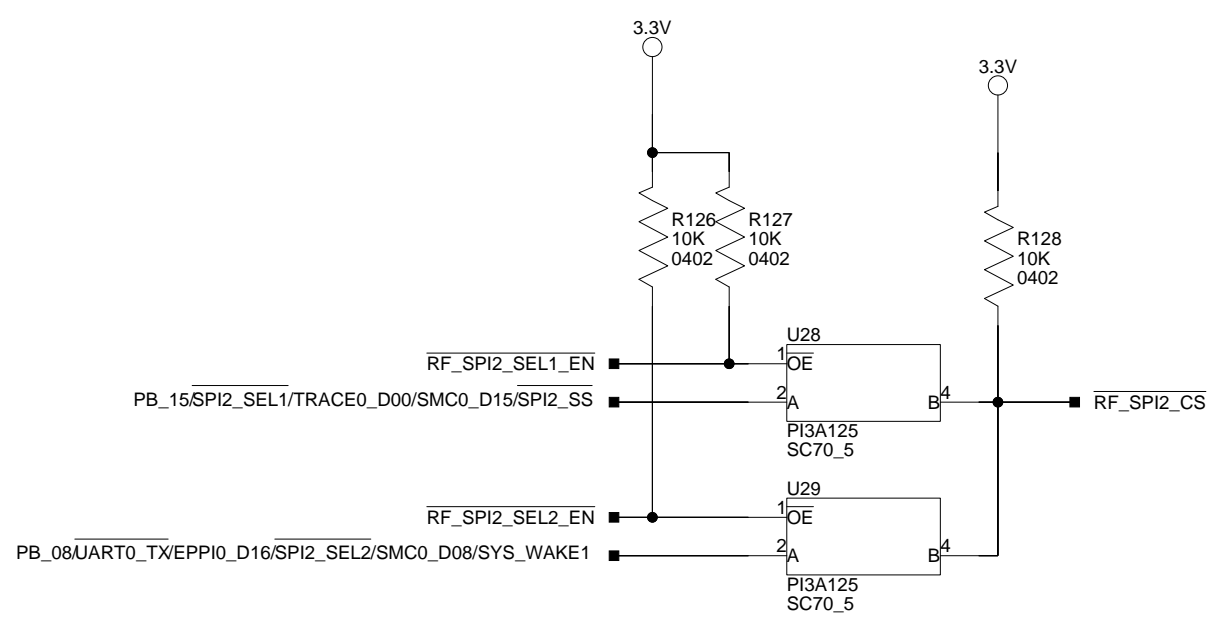 3.3V
3.3V
R126
10K
0402
R127
10K
0402
R128
10K
0402
U28
RF_SPI2_SEL1_EN
1
OE
PB_15/SPI2_SEL1/TRACE0_D00/SMC0_D15/SPI2_SS
2
A
B
4
RF_SPI2_CS
PI3A125
SC70_5
U29
RF_SPI2_SEL2_EN
1
OE
PB_08/UART0_TX/EPPI0_D16/SPI2_SEL2/SMC0_D08/SYS_WAKE1
2
A
B
4
PI3A125
SC70_5